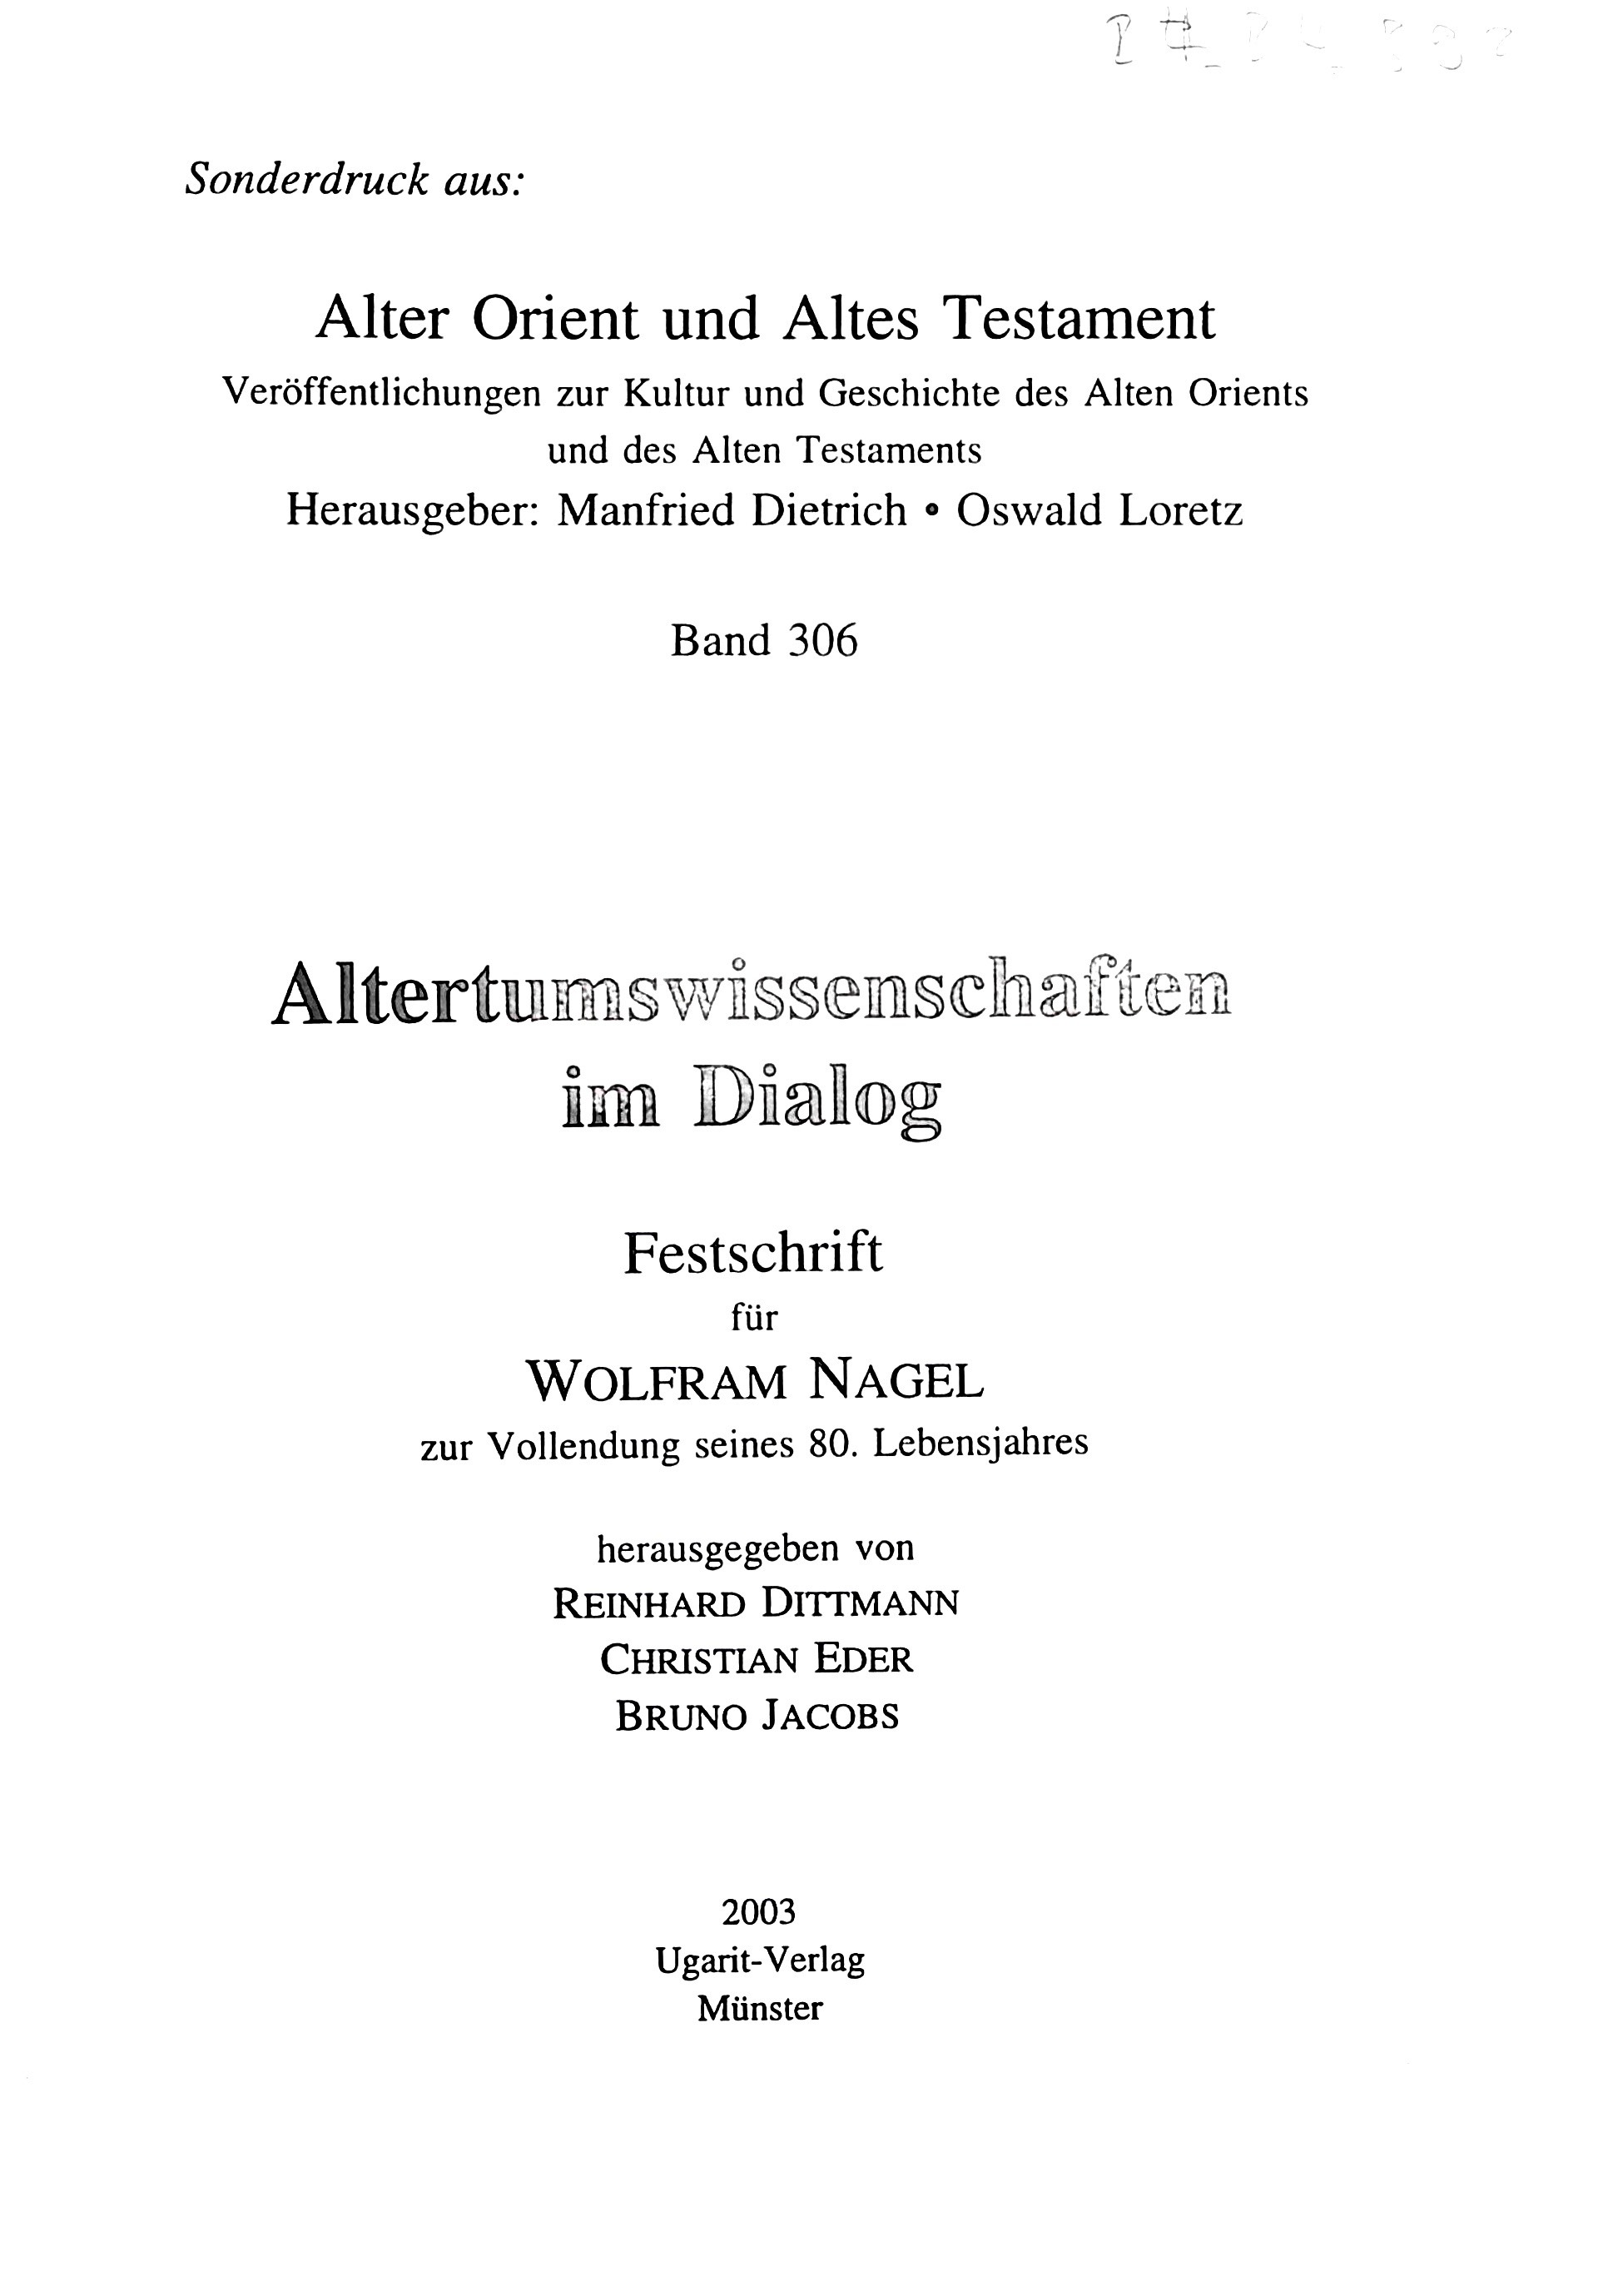 Sonderdruck aus:
Alter Orient und Altes Testament
Veröffentlichungen zur Kultur und Geschichte des Alten Orients
und des Alten Testaments
Herausgeber: Manfried Dietrich • Oswald Loretz
Band 306
Altertumswissenschaften
im Dialog
Festschrift
für
WOLFRAM NAGEL
zur Vollendung seines 80. Lebensjahres
herausgegeben von
REINHARD DITTMANN
CHRISTIAN EDER
BRUNO JACOBS
2003
Ugarit-Verlag
Münster